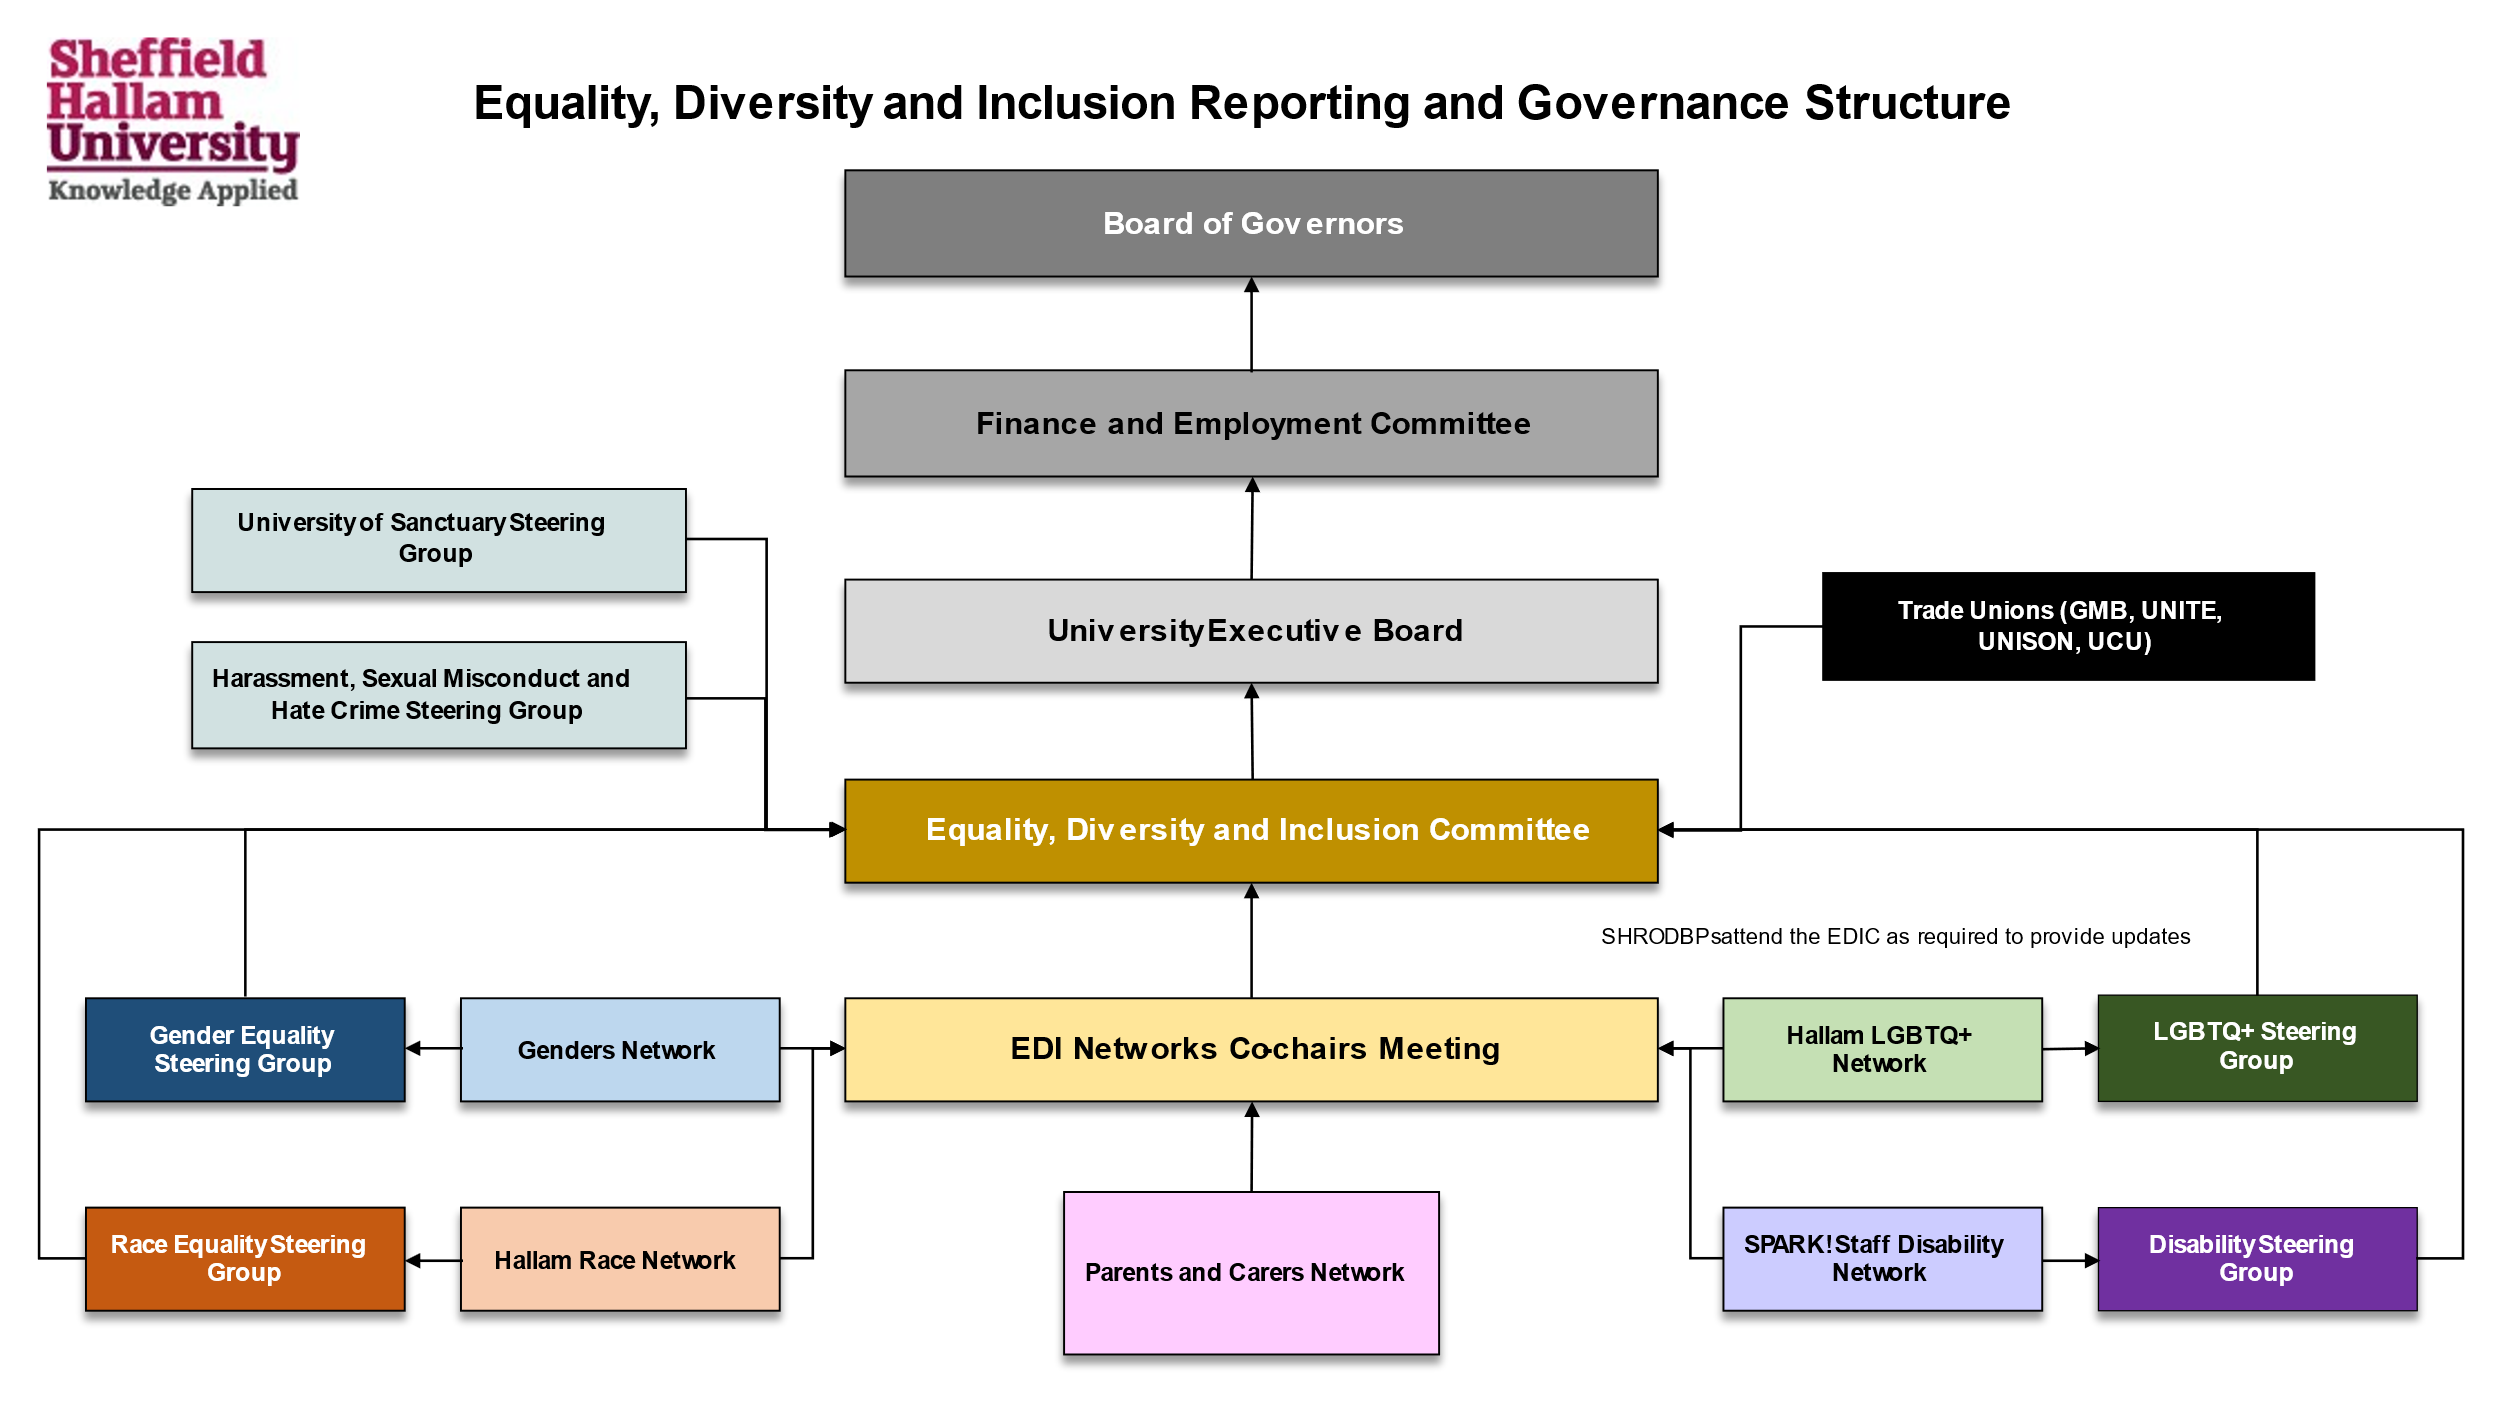 Sheffield
Hallam
University
Knowledge Applied
Equality, Diversity and Inclusion Reporting and Governance Structure
Board of Governors
Finance and Employment Committee
University of Sanctuary Steering
Group
University Executive Board
Trade Unions (GMB, UNITE,
UNISON, UCU)
Harassment, Sexual Misconduct and
Hate Crime Steering Group
Equality, Diversity and Inclusion Committee
SHRODBPs attend the EDIC as required to provide updates
Gender Equality
Steering Group
Genders Network
EDI Networks Co-chairs Meeting
Hallam LGBTQ+
Network
LGBTQ+ Steering
Group
Race Equality Steering
Group
Hallam Race Network
Parents and Carers Network
SPARK! Staff Disability
Network
Disability Steering
Group